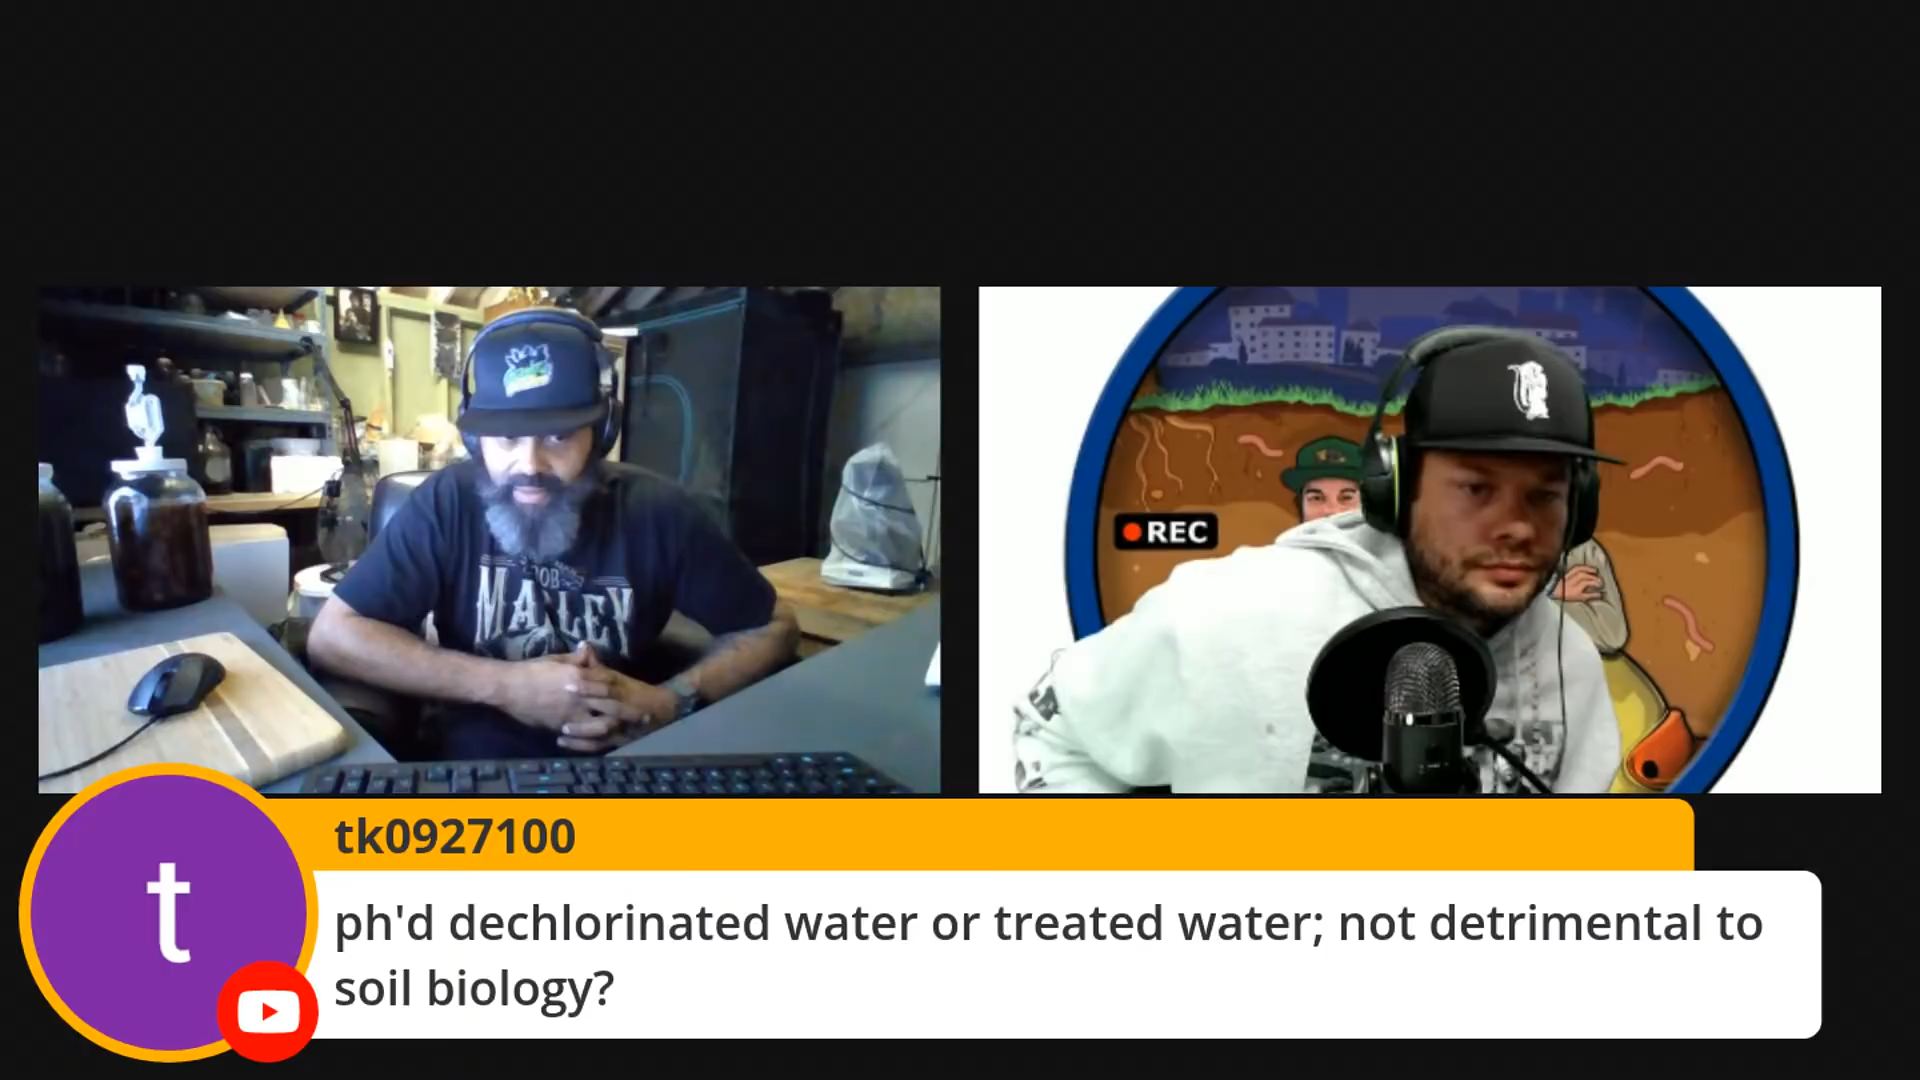 BOB
MARLEY
REC
tk0927100
t
ph'd dechlorinated water or treated water; not detrimental to
soil biology?